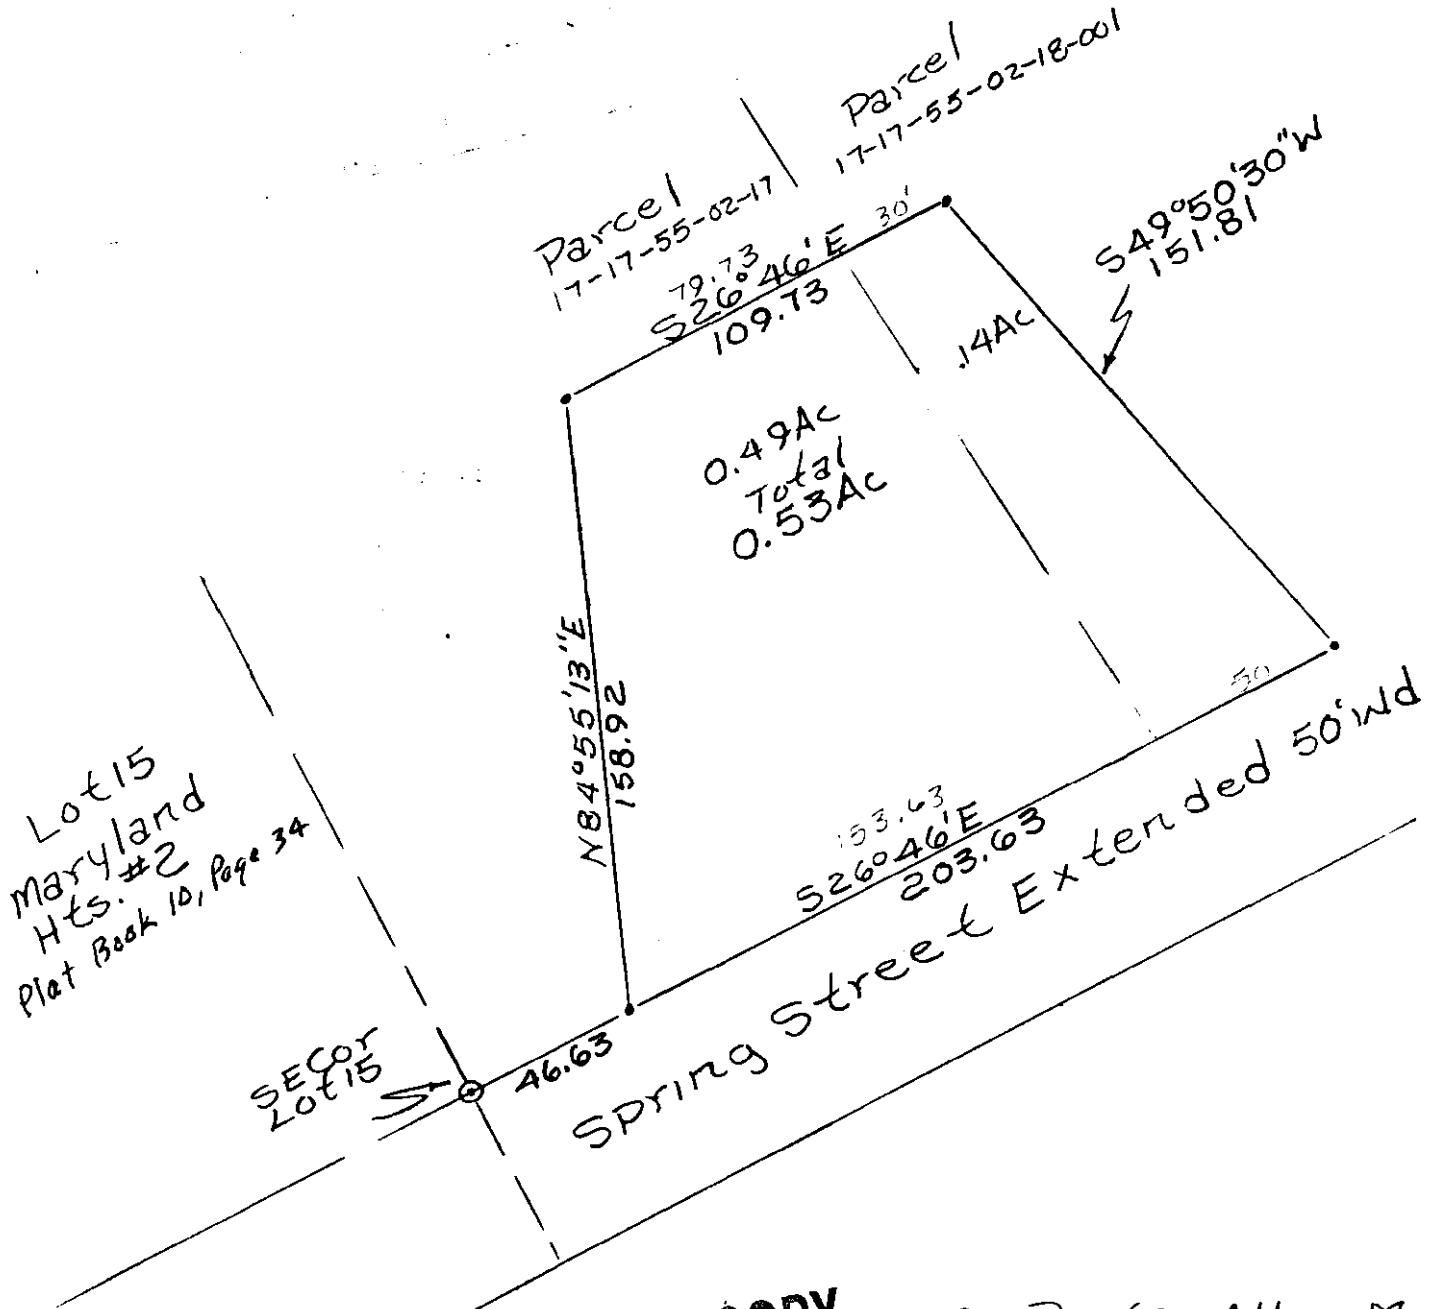 Parcel
17-17-55-02-18-001
Parcel
17-17-55-02-17
30'
79.73
S26°46'E
109.73
S49°50'30"W
151.81
.14Ac
0.49Ac
Total
0.53Ac
N84°55'13"E
158.92
50
153.63
S26°46'E
203.63
Spring Street Extended 50'Wd
Lot15
Maryland
Hts. #2
Plat Book 10, Page 34
SECor
Lot15
46.63
COPY